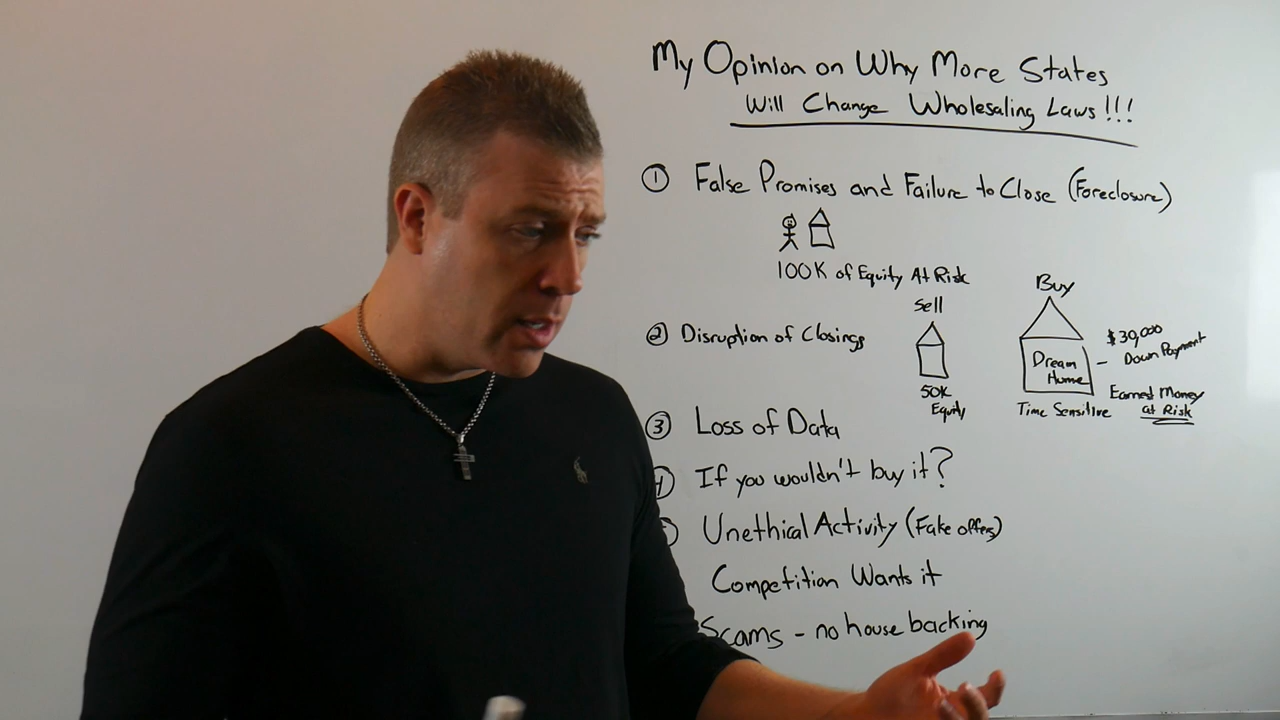 My Opinion on Why More States
Will Change Wholesaling Laws!!!
① False Promises and Failure to Close (Foreclosure)
100K of Equity At Risk
② Disruption of Closings
Sell
50K
Equity
Buy
Dream
Home
Time Sensitive
$30,000
Down Payment
Earned Money
at Risk
③ Loss of Data
④ If you wouldn't buy it?
Unethical Activity (Fake offers)
Competition Wants it
Scams - no house backing